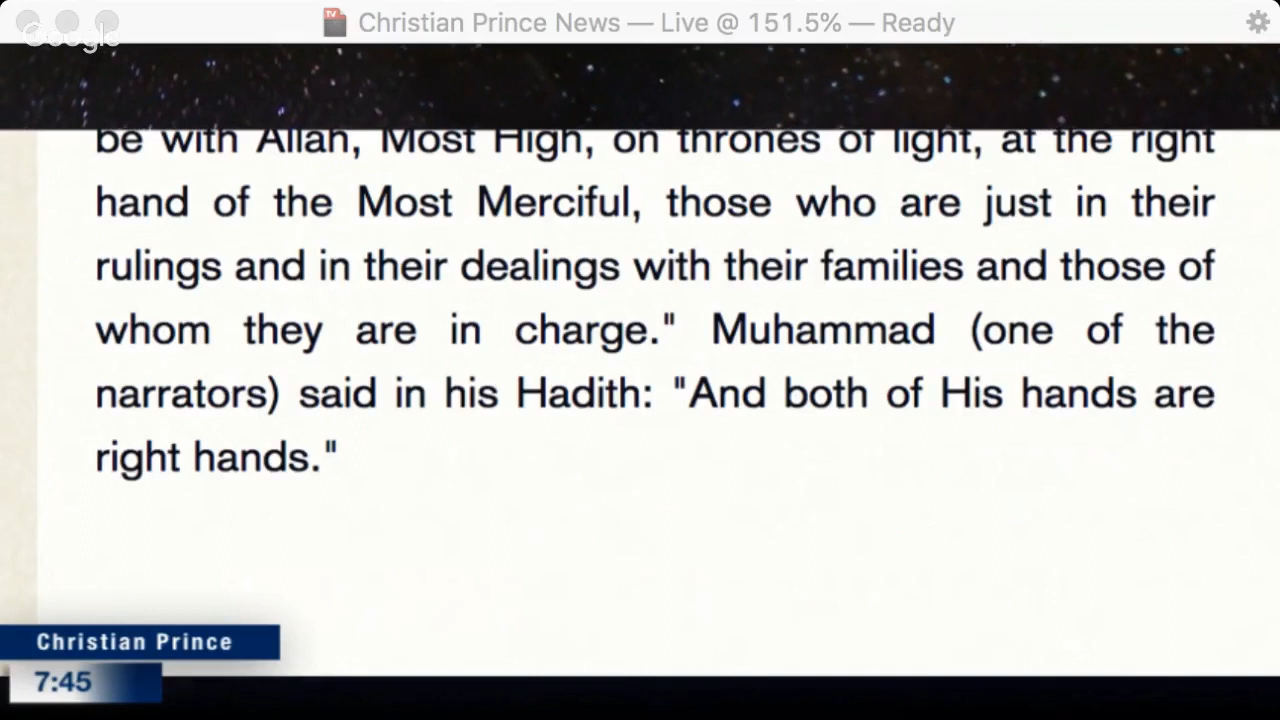 Christian Prince News — Live @ 151.5% — Ready
Google
be with Allah, Most High, on thrones of light, at the right
hand of the Most Merciful, those who are just in their
rulings and in their dealings with their families and those of
whom they are in charge." Muhammad (one of the
narrators) said in his Hadith: "And both of His hands are
right hands."
Christian Prince
7:45